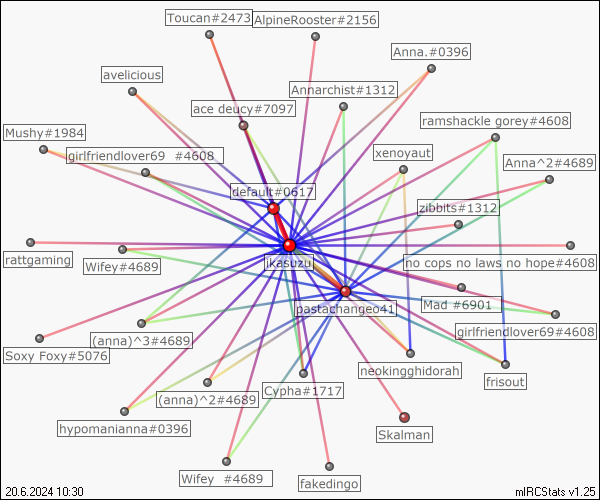 Toucan#2473
AlpineRooster#2156
Anna.#0396
avelicious
Annarchist#1312
ace deucy#7097
ramshackle gorey#4608
Mushy#1984
girlfriendlover69 #4608
xenoyaut
Anna^2#4689
default#0617
zibbits#1312
rattgaming
Wifey#4689
jkasuzu
no cops no laws no hope#4608
pastachangeo41
Mad #6901
girlfriendlover69#4608
Soxy Foxy#5076
(anna)^3#4689
neokingghidorah
frisout
(anna)^2#4689
Cypha#1717
hypomanianna#0396
Skalman
Wifey #4689
fakedingo
20.6.2024 10:30
mIRCStats v1.25